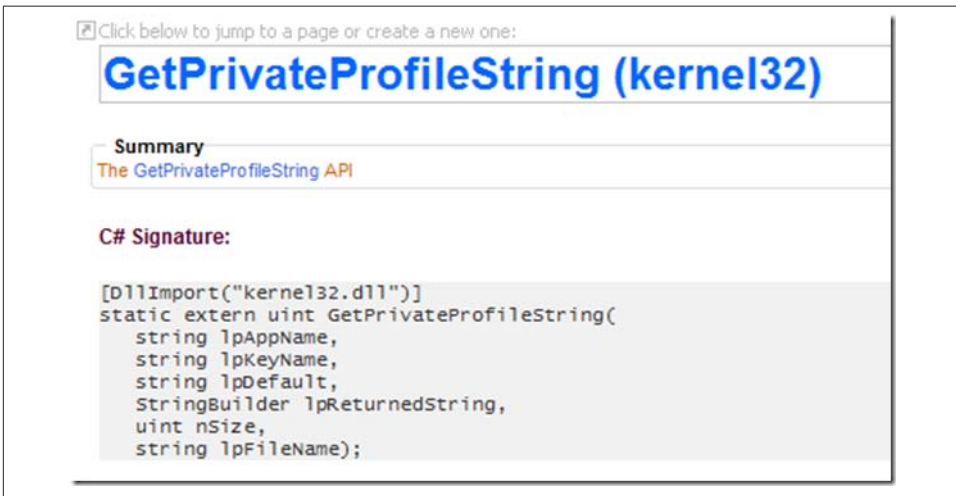 Click below to jump to a page or create a new one:
GetPrivateProfileString (kernel32)
Summary
The GetPrivateProfileString API
C# Signature:
[DllImport("kernel32.dll")]
static extern uint GetPrivateProfileString(
   string lpAppName,
   string lpKeyName,
   string lpDefault,
   StringBuilder lpReturnedString,
   uint nSize,
   string lpFileName);